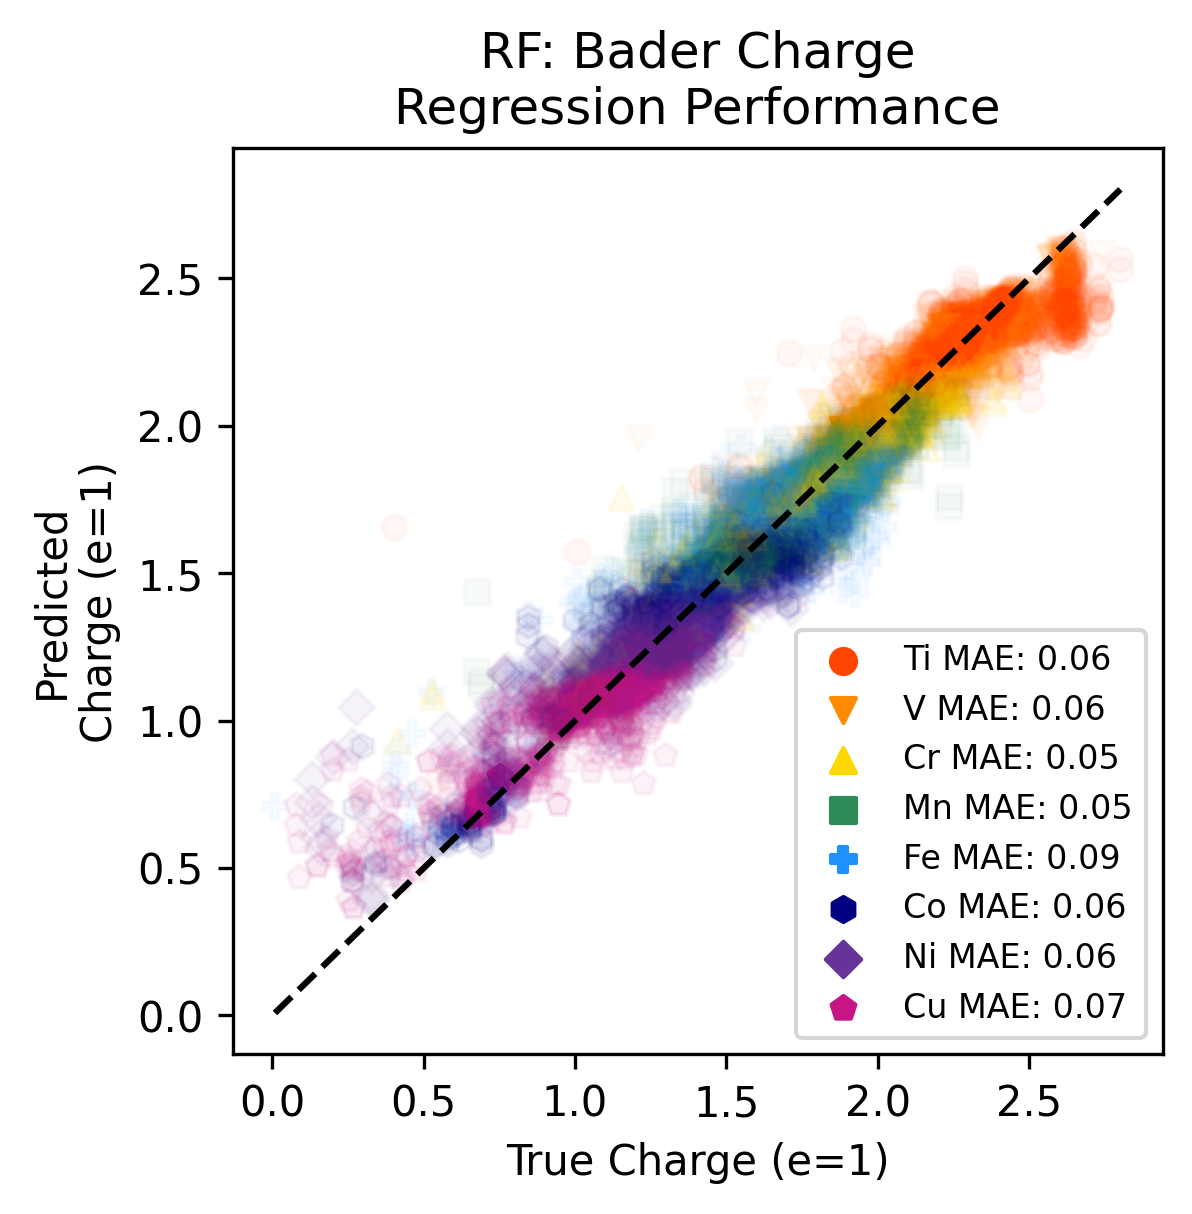 RF: Bader Charge
Regression Performance
Predicted
Charge (e=1)
2.5
2.0
1.5
1.0
0.5
0.0
Ti MAE: 0.06
V MAE: 0.06
Cr MAE: 0.05
Mn MAE: 0.05
Fe MAE: 0.09
Co MAE: 0.06
Ni MAE: 0.06
Cu MAE: 0.07
0.0 0.5 1.0 1.5 2.0 2.5
True Charge (e=1)